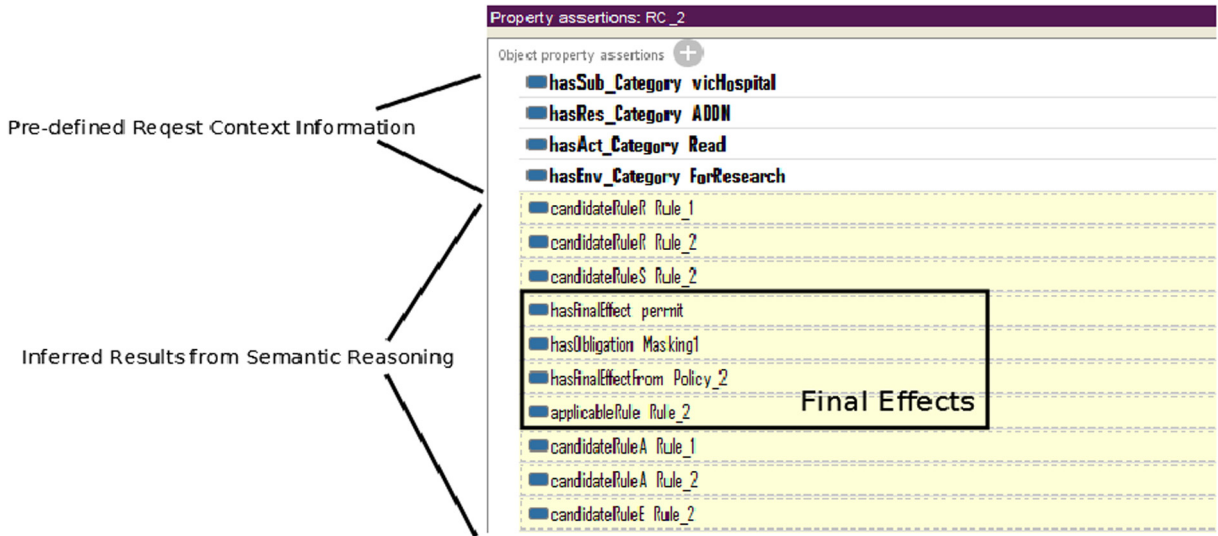 Property assertions: RC_2
Object property assertions
hasSub_Category vicHospital
hasRes_Category ADDN
Pre-defined Reqest Context Information
hasAct_Category Read
hasEnv_Category ForResearch
candidateRuleR Rule_1
candidateRuleR Rule_2
candidateRuleS Rule_2
hasFinalEffect permit
hasObligation Masking1
Inferred Results from Semantic Reasoning
hasFinalEffectFrom Policy_2
Final Effects
applicableRule Rule_2
candidateRuleA Rule_1
candidateRuleA Rule_2
candidateRuleE Rule_2